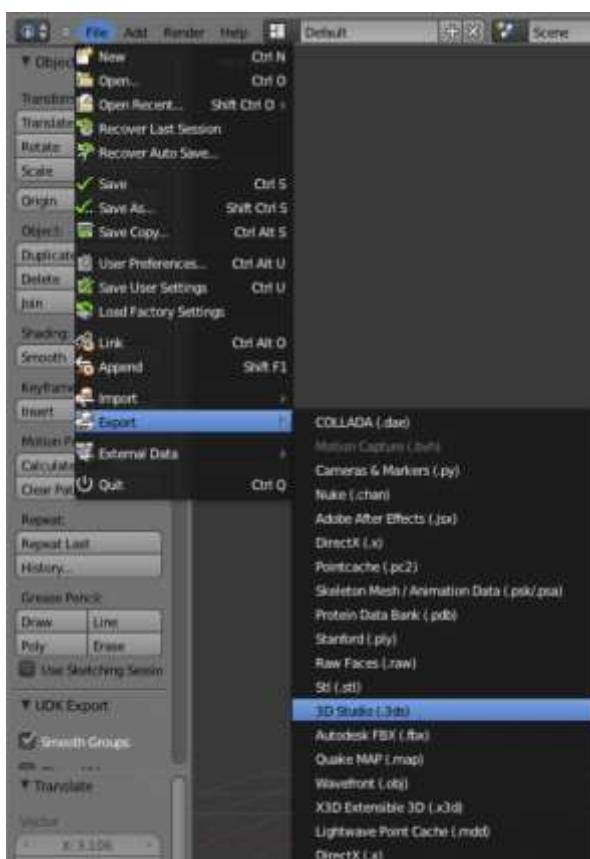 File Add Render Help Default Scene
New Ctrl N
Open... Ctrl O
Open Recent... Shift Ctrl O
Recover Last Session
Recover Auto Save...
Save Ctrl S
Save As... Shift Ctrl S
Save Copy... Ctrl Alt S
User Preferences... Ctrl Alt U
Save User Settings Ctrl U
Load Factory Settings
Link Ctrl Alt O
Append Shift F1
Import
Export
External Data
Quit Ctrl Q
COLLADA (.dae)
Motion Capture (.bvh)
Cameras & Markers (.py)
Nuke (.chan)
Adobe After Effects (.jsx)
DirectX (.x)
Pointcache (.pc2)
Skeleton Mesh / Animation Data (.psk/.psa)
Protein Data Bank (.pdb)
Stanford (.ply)
Raw Faces (.raw)
Stl (.stl)
3D Studio (.3ds)
Autodesk FBX (.fbx)
Quake MAP (.map)
Wavefront (.obj)
X3D Extensible 3D (.x3d)
Lightwave Point Cache (.mdd)
DirectX (.x)
Translate
Rotate
Scale
Origin
Object:
Duplicate
Delete
Join
Shading:
Smooth
Insert
Calculate
Repeat:
Repeat Last
History...
Grease Pencil:
Draw Line
Poly Erase
Use Sketching Sessin
UDK Export
Smooth Groups
Translate
Vector
X: 3.106